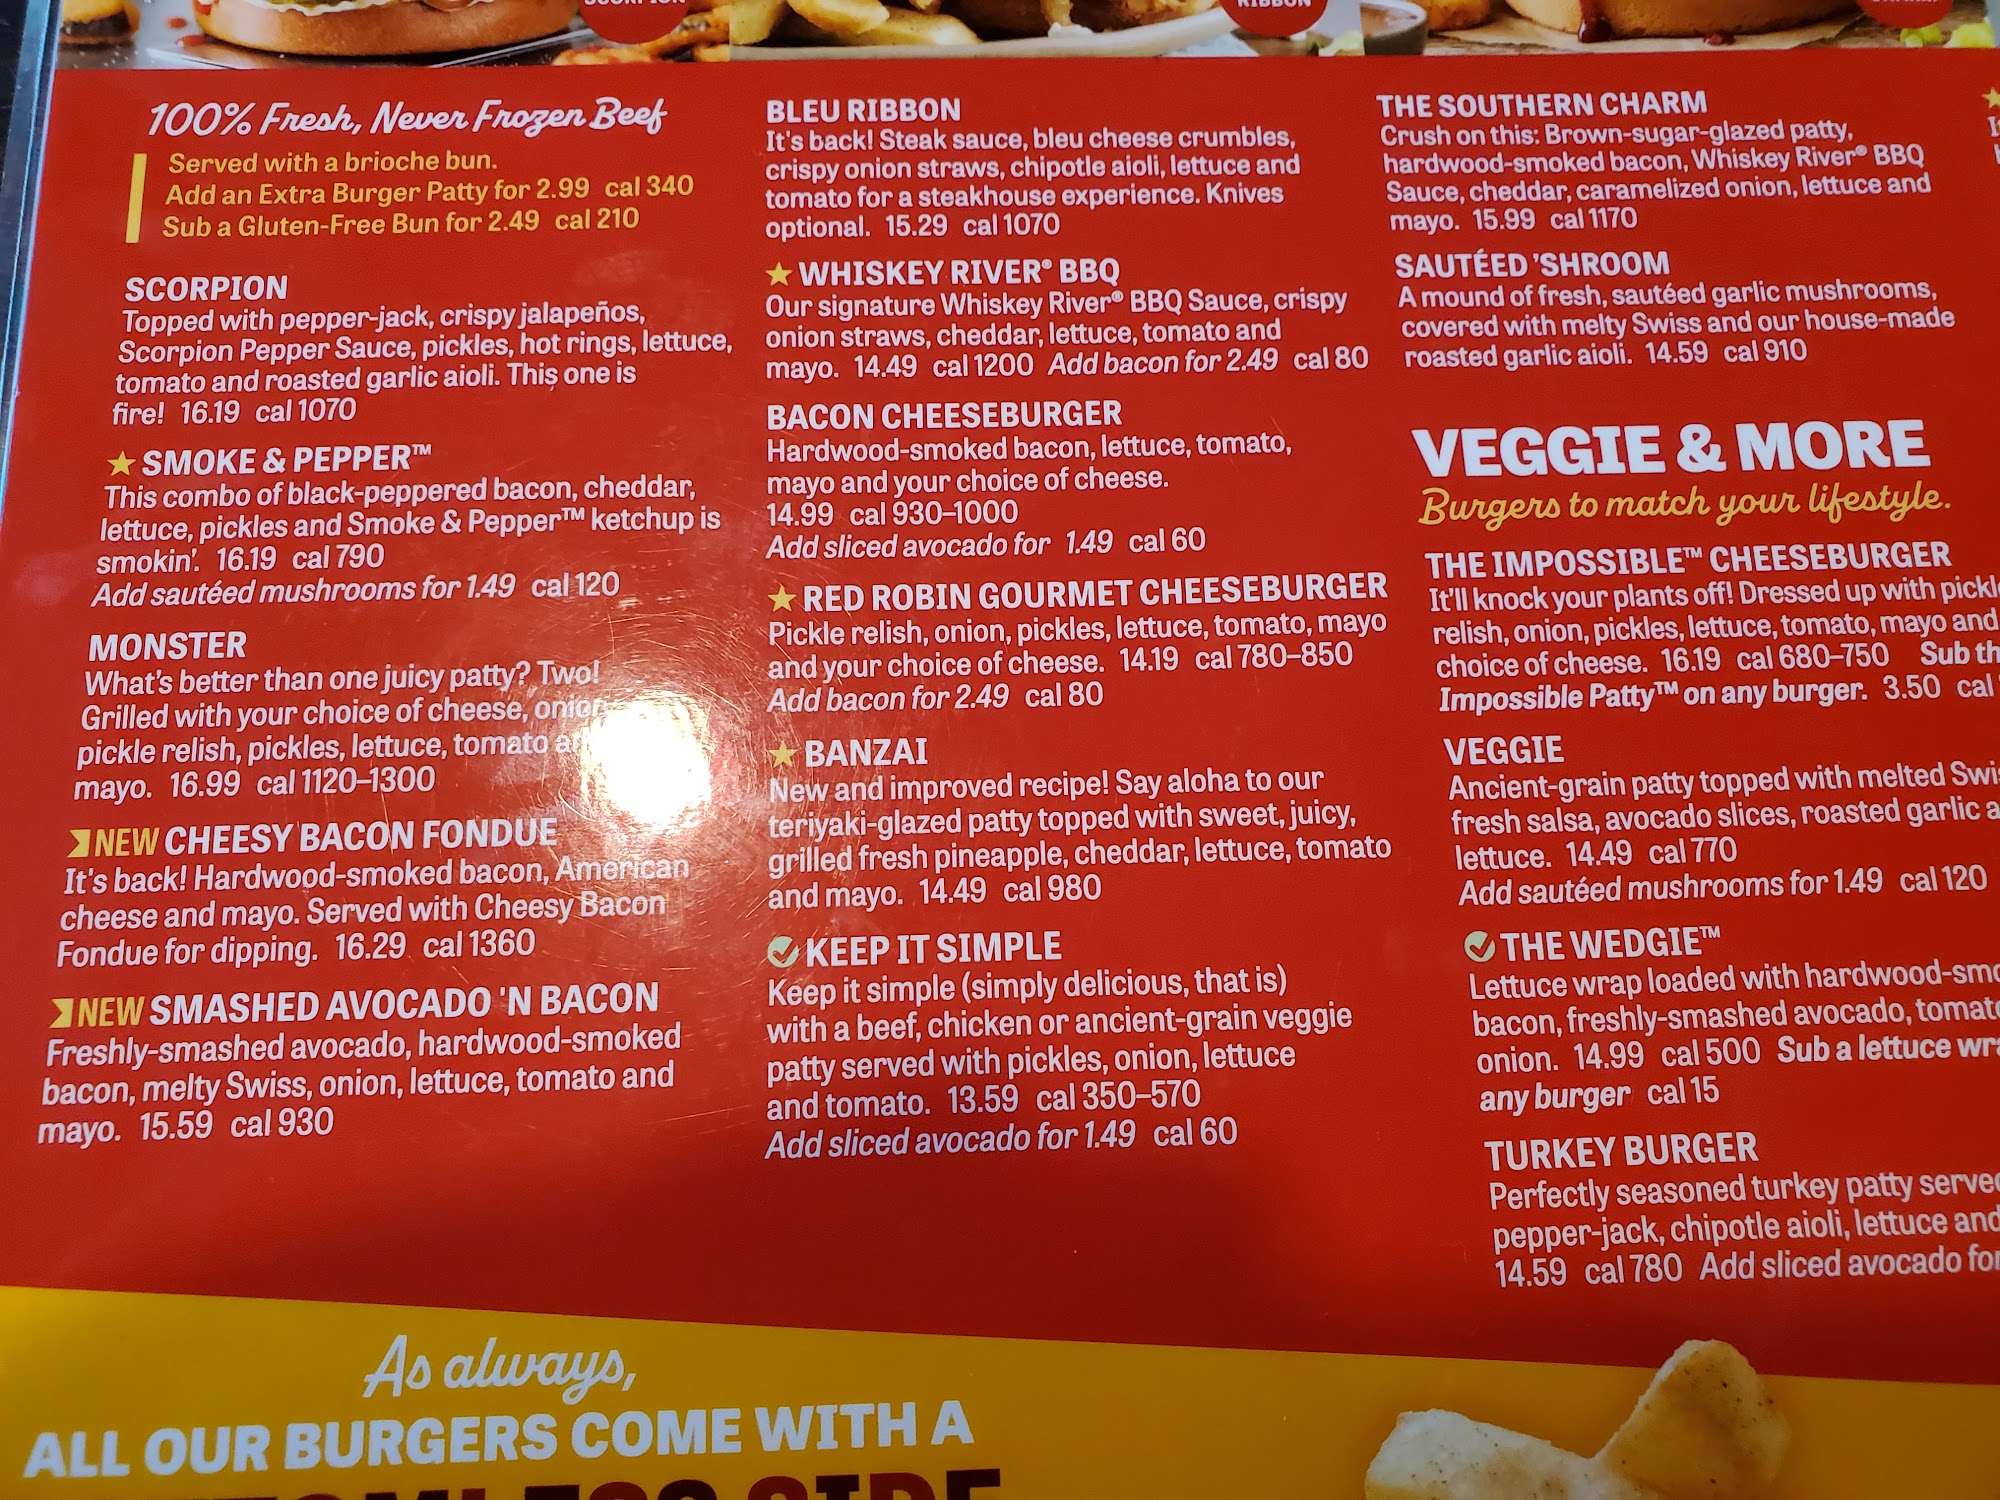 SCORPION
RIBBON
100% Fresh, Never Frozen Beef
Served with a brioche bun.
Add an Extra Burger Patty for 2.99 cal 340
Sub a Gluten-Free Bun for 2.49 cal 210
SCORPION
Topped with pepper-jack, crispy jalapeños,
Scorpion Pepper Sauce, pickles, hot rings, lettuce,
tomato and roasted garlic aioli. This one is
fire! 16.19 cal 1070
SMOKE & PEPPER™
This combo of black-peppered bacon, cheddar,
lettuce, pickles and Smoke & Pepper™ ketchup is
smokin'. 16.19 cal 790
Add sautéed mushrooms for 1.49 cal 120
MONSTER
What's better than one juicy patty? Two!
Grilled with your choice of cheese, onion
pickle relish, pickles, lettuce, tomato
mayo. 16.99 cal 1120–1300
NEW CHEESY BACON FONDUE
It's back! Hardwood-smoked bacon, American
cheese and mayo. Served with Cheesy Bacon
Fondue for dipping. 16.29 cal 1360
NEW SMASHED AVOCADO 'N BACON
Freshly-smashed avocado, hardwood-smoked
bacon, melty Swiss, onion, lettuce, tomato and
mayo. 15.59 cal 930
BLEU RIBBON
It's back! Steak sauce, bleu cheese crumbles,
crispy onion straws, chipotle aioli, lettuce and
tomato for a steakhouse experience. Knives
optional. 15.29 cal 1070
WHISKEY RIVER® BBQ
Our signature Whiskey River® BBQ Sauce, crispy
onion straws, cheddar, lettuce, tomato and
mayo. 14.49 cal 1200 Add bacon for 2.49 cal 80
BACON CHEESEBURGER
Hardwood-smoked bacon, lettuce, tomato,
mayo and your choice of cheese.
14.99 cal 930–1000
Add sliced avocado for 1.49 cal 60
RED ROBIN GOURMET CHEESEBURGER
Pickle relish, onion, pickles, lettuce, tomato, mayo
and your choice of cheese. 14.19 cal 780–850
Add bacon for 2.49 cal 80
BANZAI
New and improved recipe! Say aloha to our
teriyaki-glazed patty topped with sweet, juicy,
grilled fresh pineapple, cheddar, lettuce, tomato
and mayo. 14.49 cal 980
KEEP IT SIMPLE
Keep it simple (simply delicious, that is)
with a beef, chicken or ancient-grain veggie
patty served with pickles, onion, lettuce
and tomato. 13.59 cal 350–570
Add sliced avocado for 1.49 cal 60
THE SOUTHERN CHARM
Crush on this: Brown-sugar-glazed patty,
hardwood-smoked bacon, Whiskey River® BBQ
Sauce, cheddar, caramelized onion, lettuce and
mayo. 15.99 cal 1170
SAUTÉED 'SHROOM
A mound of fresh, sautéed garlic mushrooms,
covered with melty Swiss and our house-made
roasted garlic aioli. 14.59 cal 910
VEGGIE & MORE
Burgers to match your lifestyle.
THE IMPOSSIBLE™ CHEESEBURGER
It'll knock your plants off! Dressed up with pickle
relish, onion, pickles, lettuce, tomato, mayo and
choice of cheese. 16.19 cal 680–750 Sub th
Impossible Patty™ on any burger. 3.50 cal
VEGGIE
Ancient-grain patty topped with melted Swi
fresh salsa, avocado slices, roasted garlic a
lettuce. 14.49 cal 770
Add sautéed mushrooms for 1.49 cal 120
THE WEDGIE™
Lettuce wrap loaded with hardwood-smo
bacon, freshly-smashed avocado, tomato
onion. 14.99 cal 500 Sub a lettuce wra
any burger cal 15
TURKEY BURGER
Perfectly seasoned turkey patty served
pepper-jack, chipotle aioli, lettuce and
14.59 cal 780 Add sliced avocado for
As always,
ALL OUR BURGERS COME WITH A
SIDE